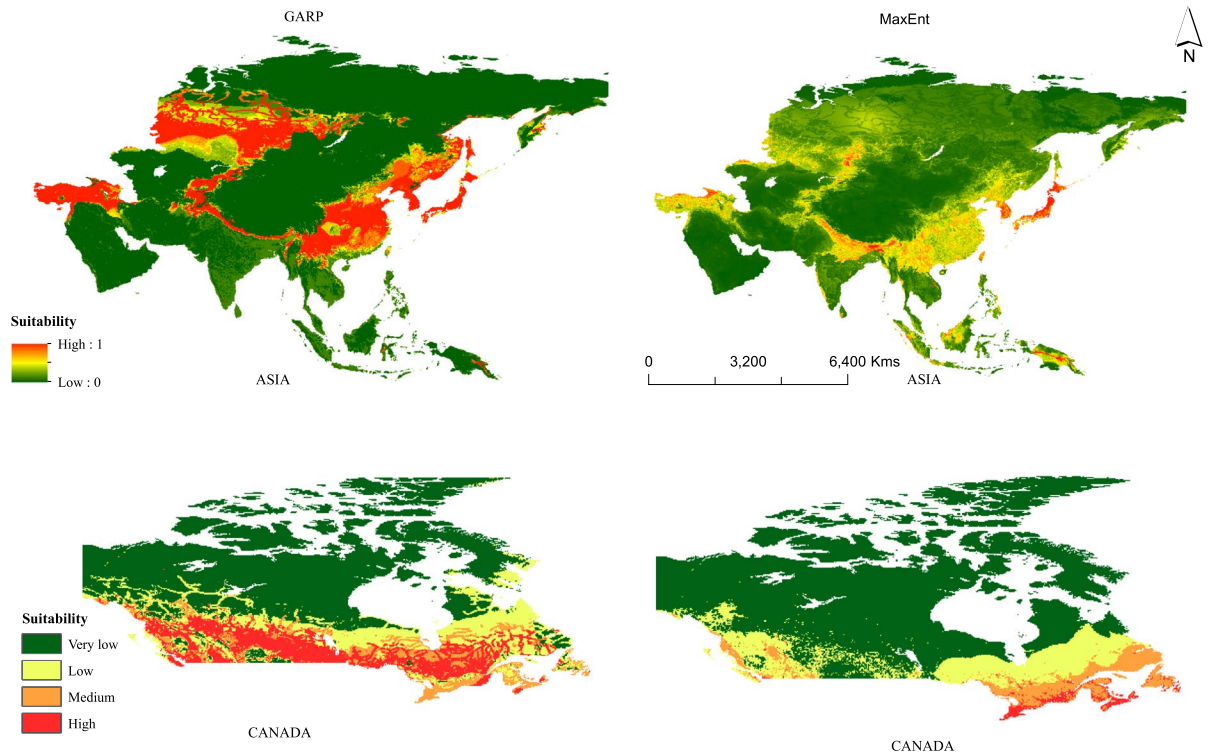 GARP
MaxEnt
N
Suitability
High : 1
Low : 0
ASIA
0 3,200 6,400 Kms
ASIA
Suitability
Very low
Low
Medium
High
CANADA
CANADA